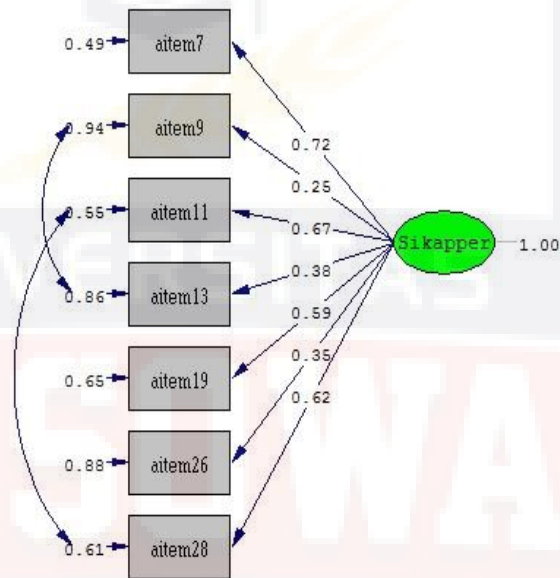 0.49 aitem7
0.94 aitem9
0.72
0.25
0.55 aitem11
0.67
Sikapper 1.00
0.38
0.86 aitem13
0.59
0.65 aitem19
0.35
0.62
0.88 aitem26
0.61 aitem28